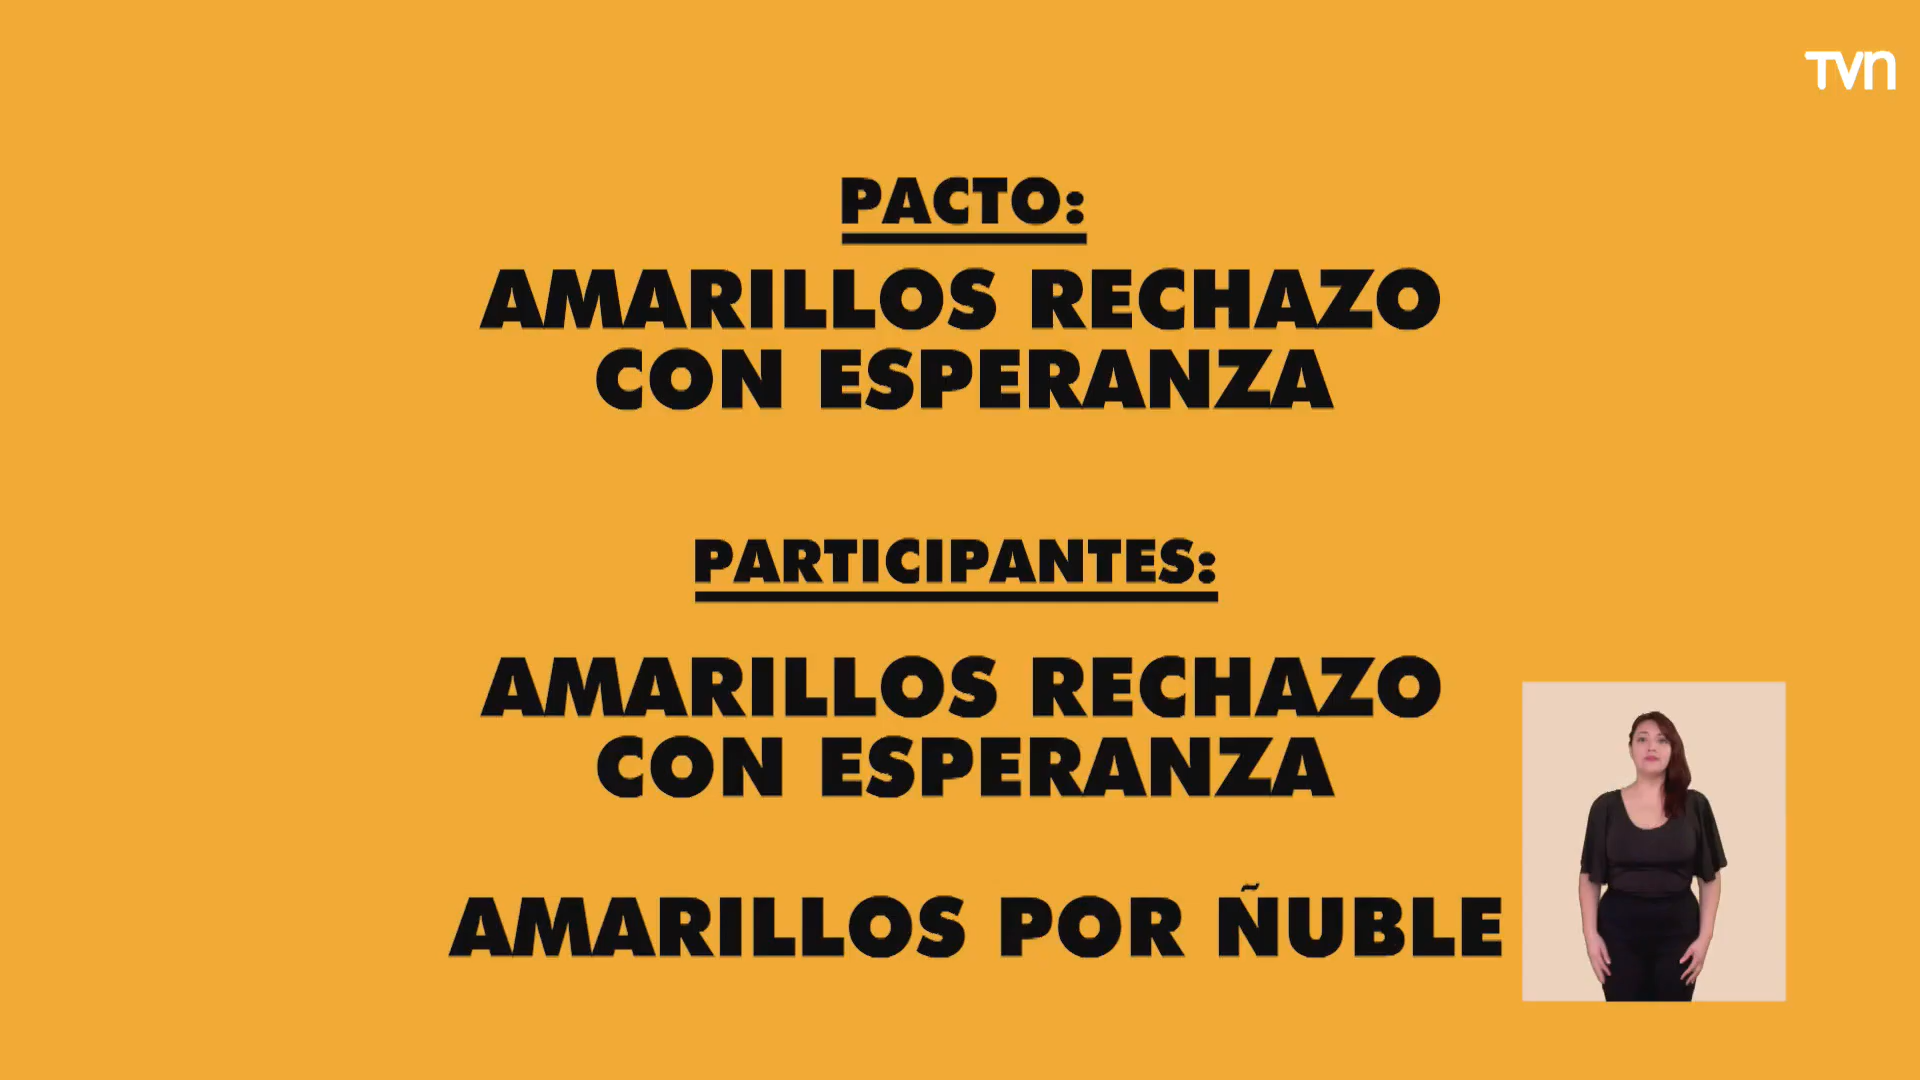 TVN
PACTO:
AMARILLOS RECHAZO
CON ESPERANZA
PARTICIPANTES:
AMARILLOS RECHAZO
CON ESPERANZA
AMARILLOS POR ÑUBLE